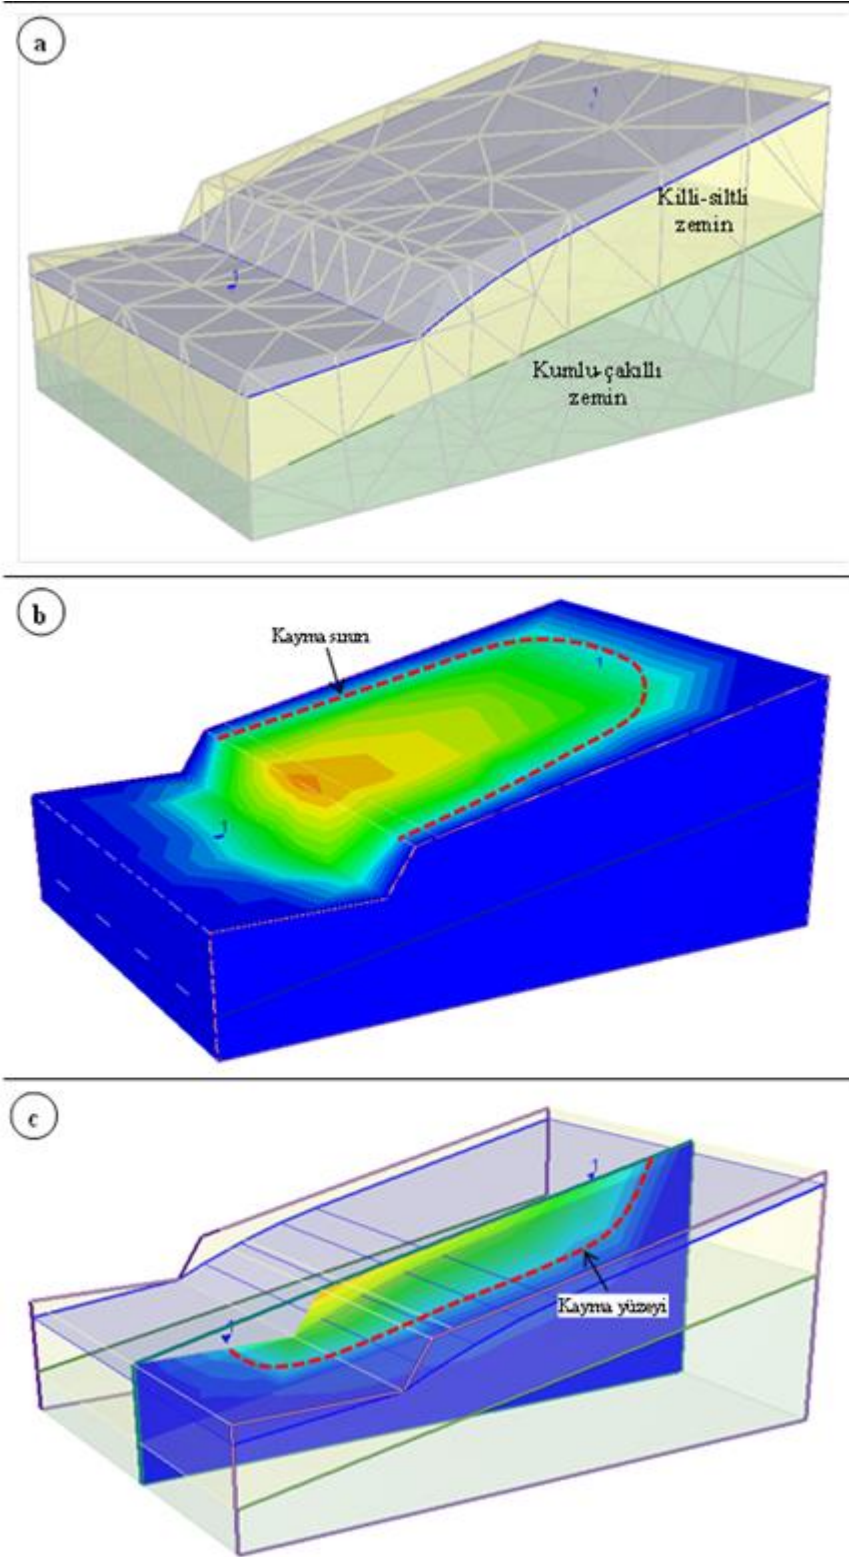 a
Killi-siltli
zemin
Kumlu-çakıllı
zemin
b
Kayma sınırı
c
Kayma yüzeyi